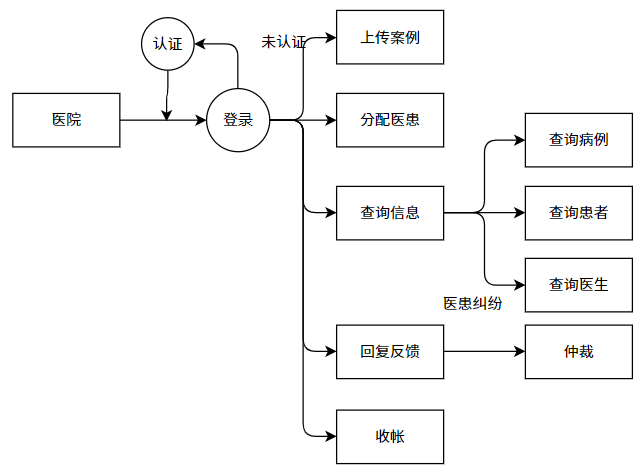 认证
未认证
上传案例
医院
登录
分配医患
查询病例
查询信息
查询患者
查询医生
医患纠纷
回复反馈
仲裁
收帐